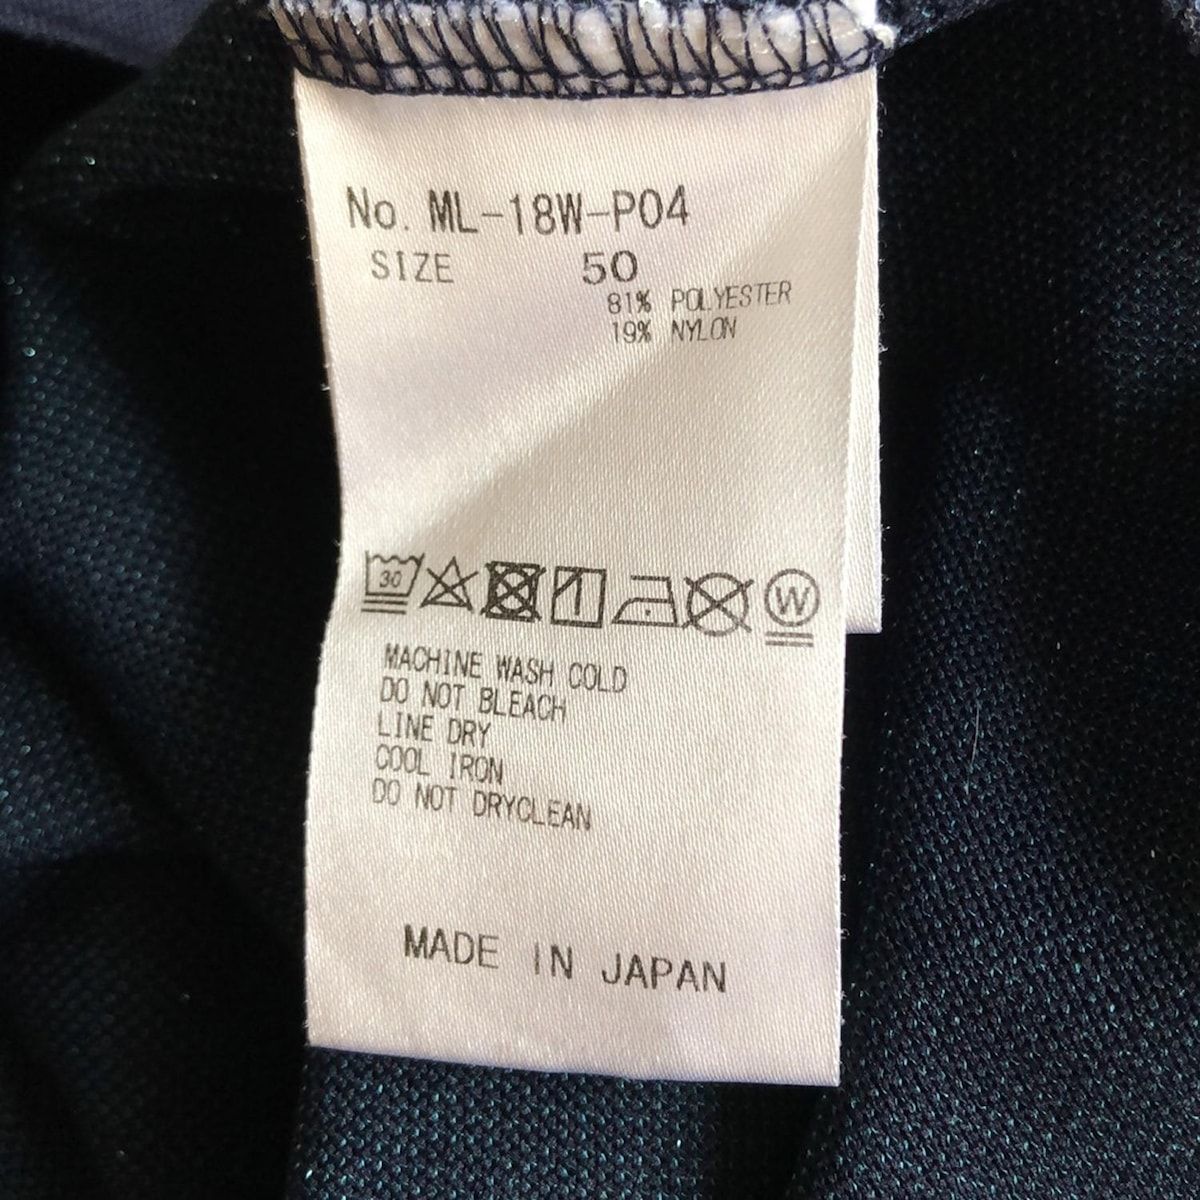 No. ML-18W-P04
SIZE 50
81% POLYESTER
19% NYLON
30 W
MACHINE WASH COLD
DO NOT BLEACH
LINE DRY
COOL IRON
DO NOT DRYCLEAN
MADE IN JAPAN